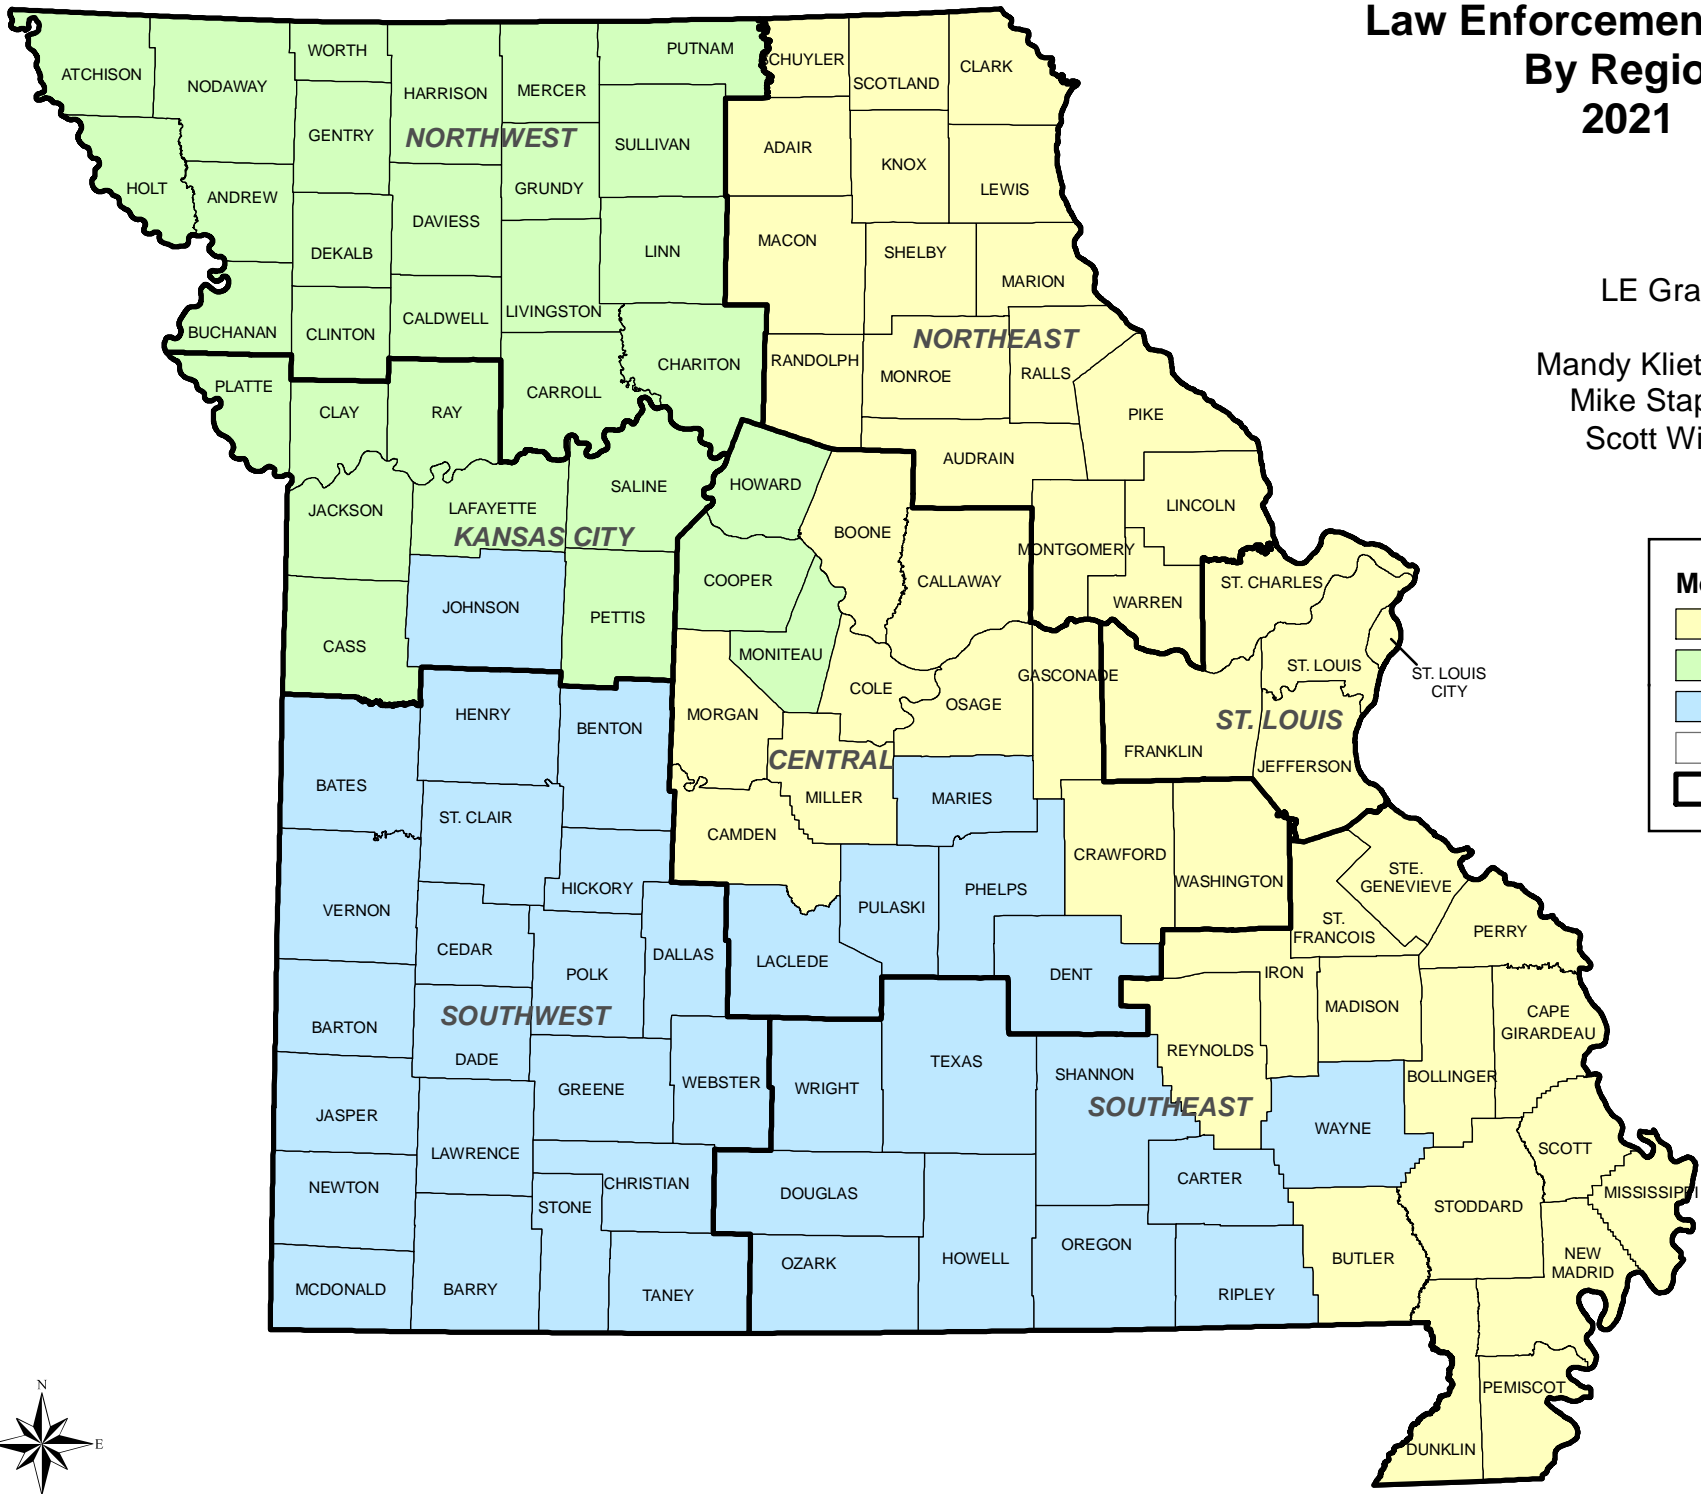 Law Enforcemen
By Regio
2021
LE Gra
Mandy Kliet
Mike Stap
Scott Wi
Mo
ATCHISON
NODAWAY
WORTH
HARRISON
MERCER
PUTNAM
SCHUYLER
SCOTLAND
CLARK
GENTRY
NORTHWEST
SULLIVAN
ADAIR
KNOX
HOLT
ANDREW
GRUNDY
LEWIS
DAVIESS
DEKALB
LINN
MACON
SHELBY
MARION
BUCHANAN
CLINTON
CALDWELL
LIVINGSTON
NORTHEAST
PLATTE
CLAY
RAY
CARROLL
CHARITON
RANDOLPH
MONROE
RALLS
PIKE
AUDRAIN
JACKSON
LAFAYETTE
SALINE
HOWARD
LINCOLN
KANSAS CITY
BOONE
MONTGOMERY
JOHNSON
PETTIS
COOPER
CALLAWAY
WARREN
ST. CHARLES
CASS
MONITEAU
COLE
GASCONADE
ST. LOUIS
ST. LOUIS
CITY
HENRY
BENTON
MORGAN
OSAGE
ST. LOUIS
CENTRAL
FRANKLIN
JEFFERSON
BATES
ST. CLAIR
MILLER
MARIES
CAMDEN
CRAWFORD
WASHINGTON
STE.
GENEVIEVE
VERNON
HICKORY
PULASKI
PHELPS
ST.
FRANCOIS
PERRY
CEDAR
POLK
DALLAS
LACLEDE
DENT
IRON
MADISON
CAPE
GIRARDEAU
BARTON
SOUTHWEST
DADE
GREENE
WEBSTER
WRIGHT
TEXAS
SHANNON
REYNOLDS
BOLLINGER
JASPER
SOUTHEAST
WAYNE
LAWRENCE
SCOTT
NEWTON
STONE
CHRISTIAN
DOUGLAS
CARTER
STODDARD
MISSISSIPPI
MCDONALD
BARRY
TANEY
OZARK
HOWELL
OREGON
RIPLEY
BUTLER
NEW
MADRID
PEMISCOT
DUNKLIN
N
E